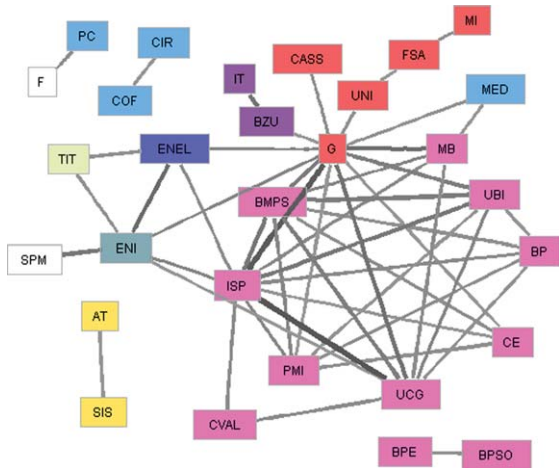 MI
PC
CIR
FSA
CASS
F
IT
MED
UNI
COF
BZU
ENEL
G
MB
TIT
BMPS
UBI
ENI
BP
SPM
ISP
AT
CE
PMI
UCG
SIS
CVAL
BPE
BPSO